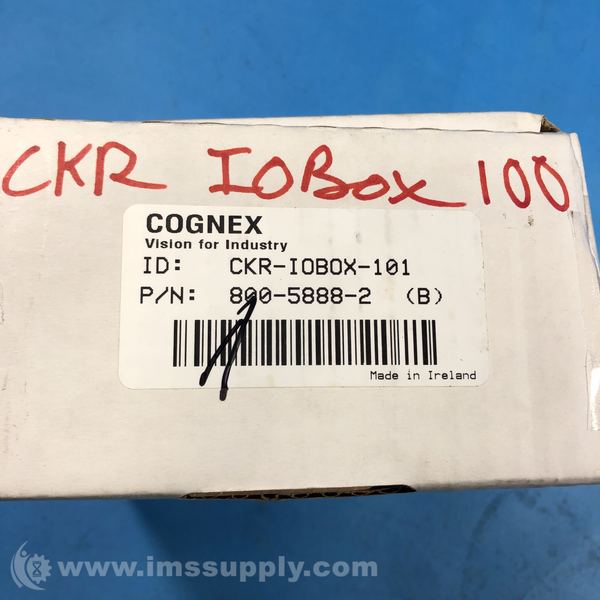 CKR IOBOX 100
COGNEX
Vision for Industry
ID: CKR-IOBOX-101
P/N: 800-5888-2 (B)
Made in Ireland
www.imssupply.com